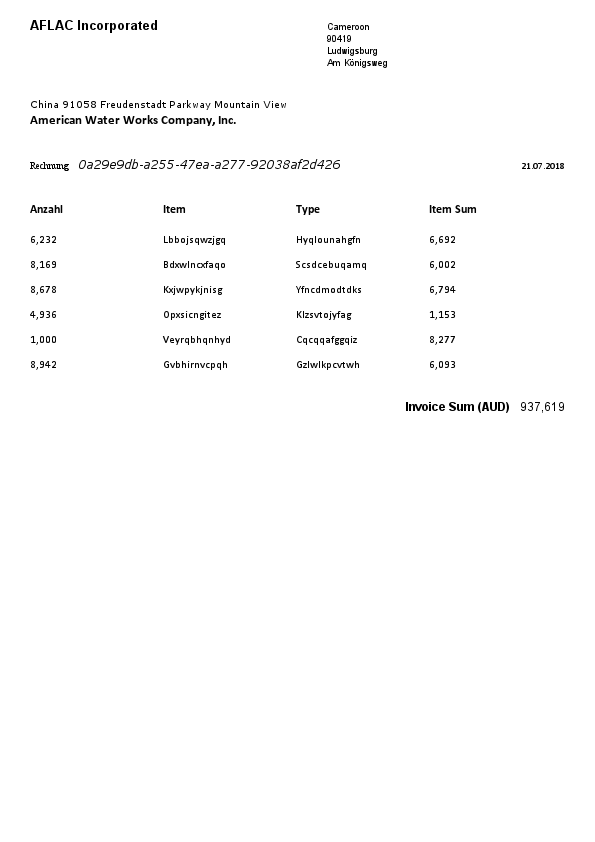 AFLAC Incorporated
Cameroon
90419
Ludwigsburg
Am Königsweg
China 91058 Freudenstadt Parkway Mountain View
American Water Works Company, Inc.
Rechnung 0a29e9db-a255-47ea-a277-92038af2d426 21.07.2018
Anzahl Item Type Item Sum
6,232 Lbbojsqwzjgq Hyqlounahgfn 6,692
8,169 Bdxwlncxfaqo Scsdcebuqamq 6,002
8,678 Kxjwpykjnisg Yfncdmodtdks 6,794
4,936 Opxsicngitez Klzsvtojyfag 1,153
1,000 Veyrqbhqnhyd Cqcqqafggqiz 8,277
8,942 Gvbhirnvcpqh Gzlwlkpcvtwh 6,093
Invoice Sum (AUD) 937,619